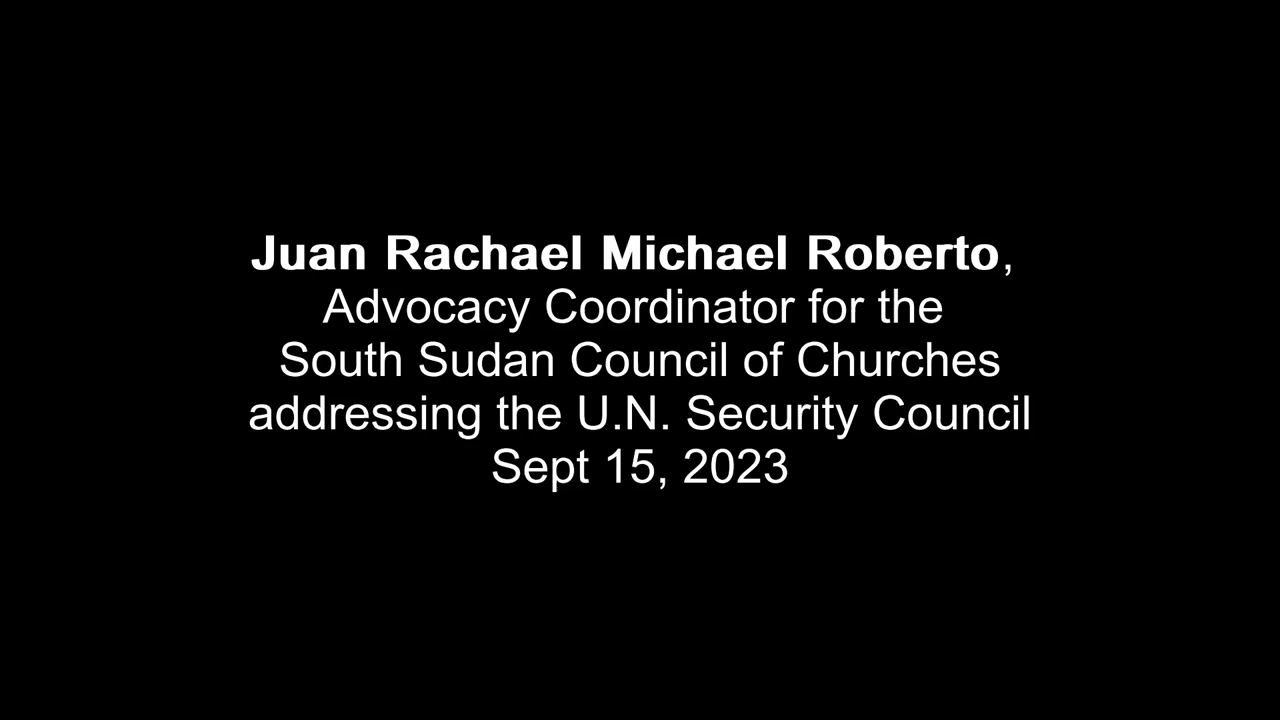 Juan Rachael Michael Roberto,
Advocacy Coordinator for the
South Sudan Council of Churches
addressing the U.N. Security Council
Sept 15, 2023